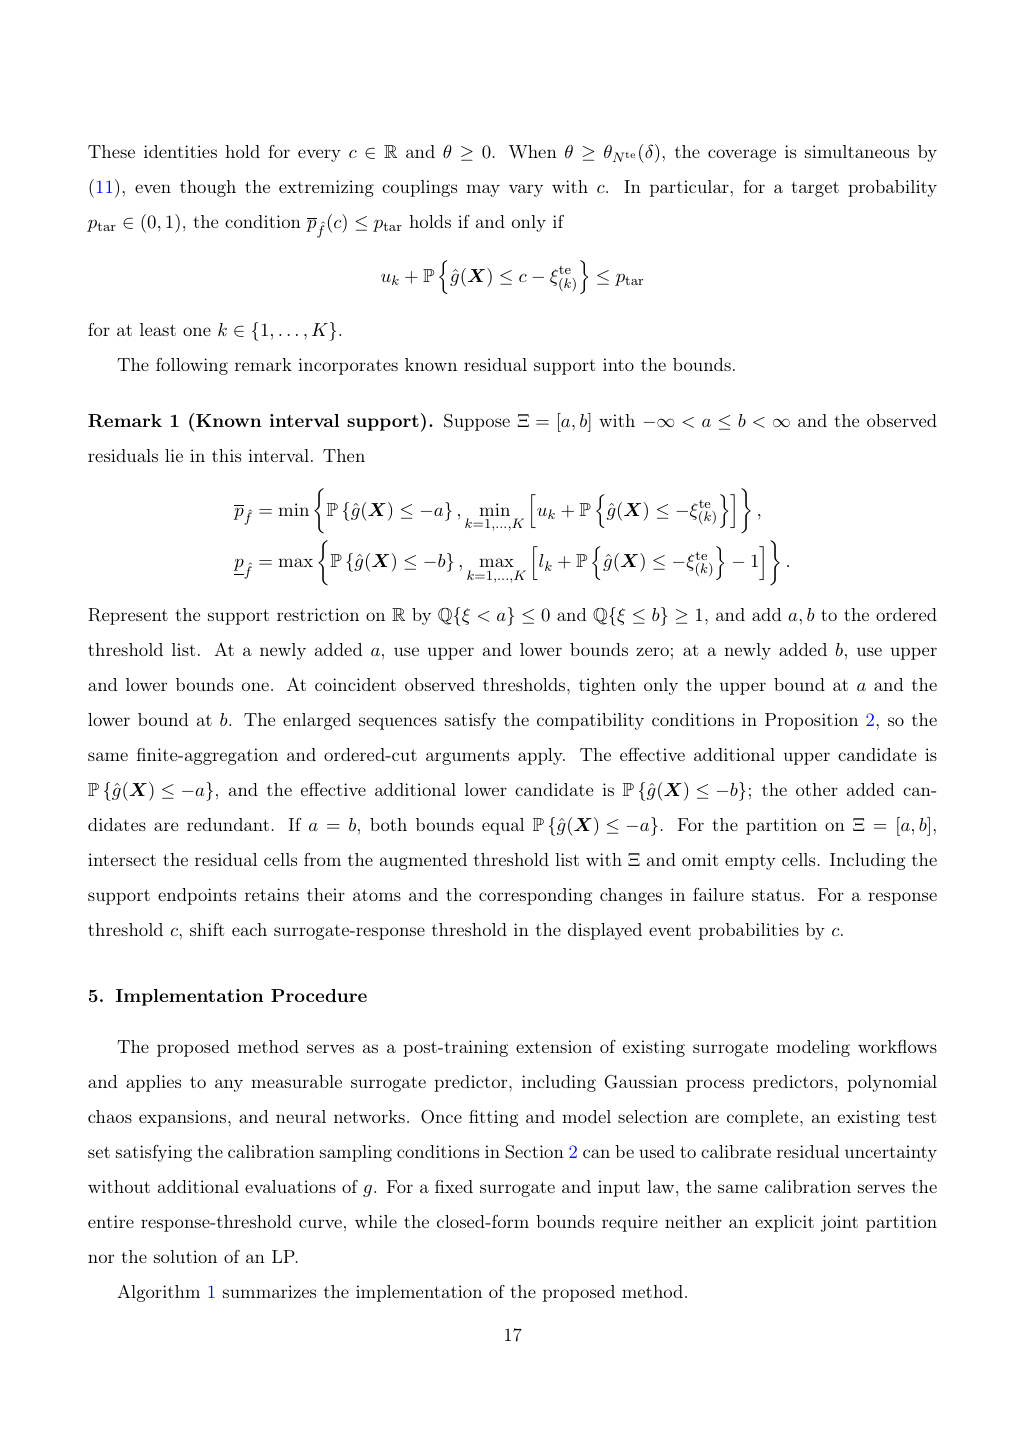 These identities hold for every c ∈ ℝ and θ ≥ 0. When θ ≥ θ_{N^{te}}(δ), the coverage is simultaneous by
(11), even though the extremizing couplings may vary with c. In particular, for a target probability
p_{tar} ∈ (0, 1), the condition p̅_{f̂}(c) ≤ p_{tar} holds if and only if
u_k + ℙ{ĝ(X) ≤ c − ξ^{te}_{(k)}} ≤ p_{tar}
for at least one k ∈ {1, . . . , K}.
The following remark incorporates known residual support into the bounds.
Remark 1 (Known interval support). Suppose Ξ = [a, b] with −∞ < a ≤ b < ∞ and the observed
residuals lie in this interval. Then
p̅_{f̂} = min{ℙ{ĝ(X) ≤ −a}, min_{k=1,...,K}[u_k + ℙ{ĝ(X) ≤ −ξ^{te}_{(k)}}]},
p̲_{f̂} = max{ℙ{ĝ(X) ≤ −b}, max_{k=1,...,K}[l_k + ℙ{ĝ(X) ≤ −ξ^{te}_{(k)}} − 1]}.
Represent the support restriction on ℝ by ℚ{ξ < a} ≤ 0 and ℚ{ξ ≤ b} ≥ 1, and add a, b to the ordered
threshold list. At a newly added a, use upper and lower bounds zero; at a newly added b, use upper
and lower bounds one. At coincident observed thresholds, tighten only the upper bound at a and the
lower bound at b. The enlarged sequences satisfy the compatibility conditions in Proposition 2, so the
same finite-aggregation and ordered-cut arguments apply. The effective additional upper candidate is
ℙ{ĝ(X) ≤ −a}, and the effective additional lower candidate is ℙ{ĝ(X) ≤ −b}; the other added can-
didates are redundant. If a = b, both bounds equal ℙ{ĝ(X) ≤ −a}. For the partition on Ξ = [a, b],
intersect the residual cells from the augmented threshold list with Ξ and omit empty cells. Including the
support endpoints retains their atoms and the corresponding changes in failure status. For a response
threshold c, shift each surrogate-response threshold in the displayed event probabilities by c.
5. Implementation Procedure
The proposed method serves as a post-training extension of existing surrogate modeling workflows
and applies to any measurable surrogate predictor, including Gaussian process predictors, polynomial
chaos expansions, and neural networks. Once fitting and model selection are complete, an existing test
set satisfying the calibration sampling conditions in Section 2 can be used to calibrate residual uncertainty
without additional evaluations of g. For a fixed surrogate and input law, the same calibration serves the
entire response-threshold curve, while the closed-form bounds require neither an explicit joint partition
nor the solution of an LP.
Algorithm 1 summarizes the implementation of the proposed method.
17